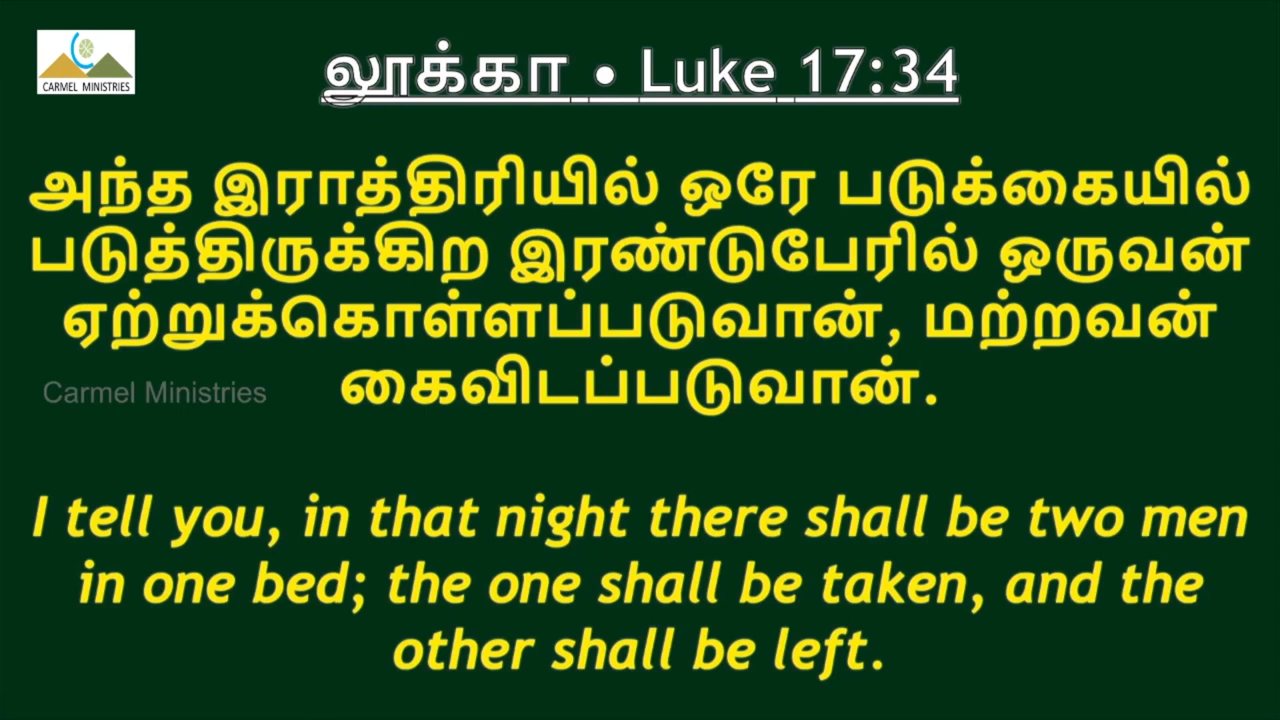 CARMEL MINISTRIES
லூக்கா • Luke 17:34
அந்த இராத்திரியில் ஒரே படுக்கையில்
படுத்திருக்கிற இரண்டுபேரில் ஒருவன்
ஏற்றுக்கொள்ளப்படுவான், மற்றவன்
கைவிடப்படுவான்.
Carmel Ministries
I tell you, in that night there shall be two men
in one bed; the one shall be taken, and the
other shall be left.